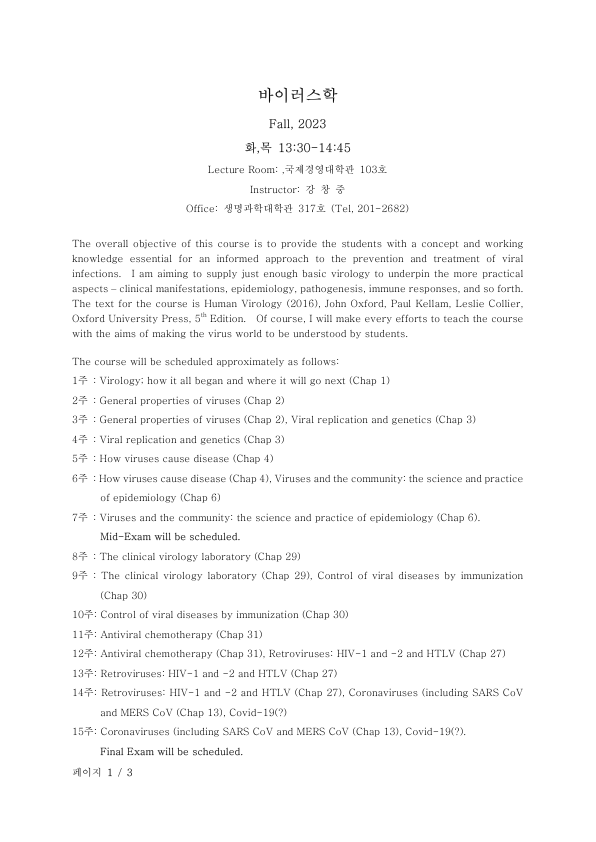 바이러스학
Fall, 2023
화,목 13:30-14:45
Lecture Room: ,국제경영대학관 103호
Instructor: 강 창 중
Office: 생명과학대학관 317호 (Tel, 201-2682)
The overall objective of this course is to provide the students with a concept and working
knowledge essential for an informed approach to the prevention and treatment of viral
infections. I am aiming to supply just enough basic virology to underpin the more practical
aspects – clinical manifestations, epidemiology, pathogenesis, immune responses, and so forth.
The text for the course is Human Virology (2016), John Oxford, Paul Kellam, Leslie Collier,
Oxford University Press, 5th Edition. Of course, I will make every efforts to teach the course
with the aims of making the virus world to be understood by students.
The course will be scheduled approximately as follows:
1주 : Virology; how it all began and where it will go next (Chap 1)
2주 : General properties of viruses (Chap 2)
3주 : General properties of viruses (Chap 2), Viral replication and genetics (Chap 3)
4주 : Viral replication and genetics (Chap 3)
5주 : How viruses cause disease (Chap 4)
6주 : How viruses cause disease (Chap 4), Viruses and the community: the science and practice
of epidemiology (Chap 6)
7주 : Viruses and the community: the science and practice of epidemiology (Chap 6).
Mid-Exam will be scheduled.
8주 : The clinical virology laboratory (Chap 29)
9주 : The clinical virology laboratory (Chap 29), Control of viral diseases by immunization
(Chap 30)
10주: Control of viral diseases by immunization (Chap 30)
11주: Antiviral chemotherapy (Chap 31)
12주: Antiviral chemotherapy (Chap 31), Retroviruses: HIV-1 and -2 and HTLV (Chap 27)
13주: Retroviruses: HIV-1 and -2 and HTLV (Chap 27)
14주: Retroviruses: HIV-1 and -2 and HTLV (Chap 27), Coronaviruses (including SARS CoV
and MERS CoV (Chap 13), Covid-19(?)
15주: Coronaviruses (including SARS CoV and MERS CoV (Chap 13), Covid-19(?).
Final Exam will be scheduled.
페이지 1 / 3